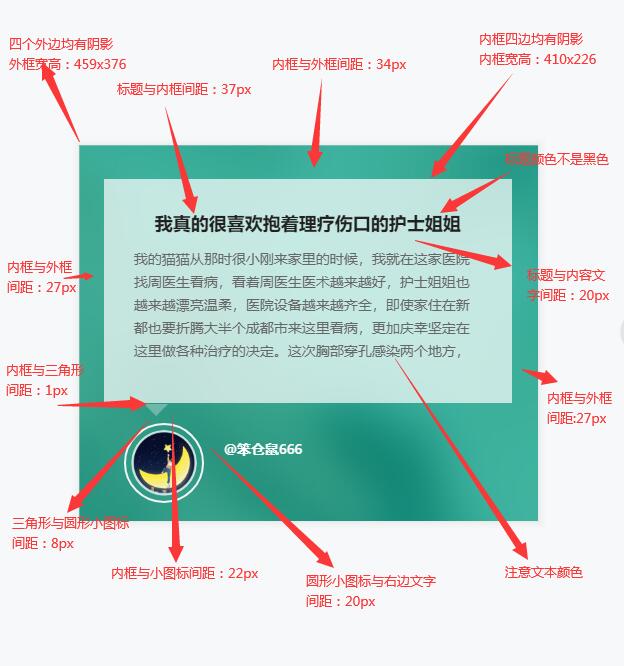 四个外边均有阴影
外框宽高：459x376
标题与内框间距：37px
内框与外框间距：34px
内框四边均有阴影
内框宽高：410x226
标题颜色不是黑色
我真的很喜欢抱着理疗伤口的护士姐姐
我的猫猫从那时很小刚来家里的时候，我就在这家医院
找周医生看病，看着周医生医术越来越好，护士姐姐也
越来越漂亮温柔，医院设备越来越齐全，即使家住在新
都也要折腾大半个成都市来这里看病，更加庆幸坚定在
这里做各种治疗的决定。这次胸部穿孔感染两个地方，
内框与外框
间距：27px
标题与内容文
字间距：20px
内框与三角形
间距：1px
内框与外框
间距:27px
@笨仓鼠666
三角形与圆形小图标
间距：8px
内框与小图标间距：22px
圆形小图标与右边文字
间距：20px
注意文本颜色